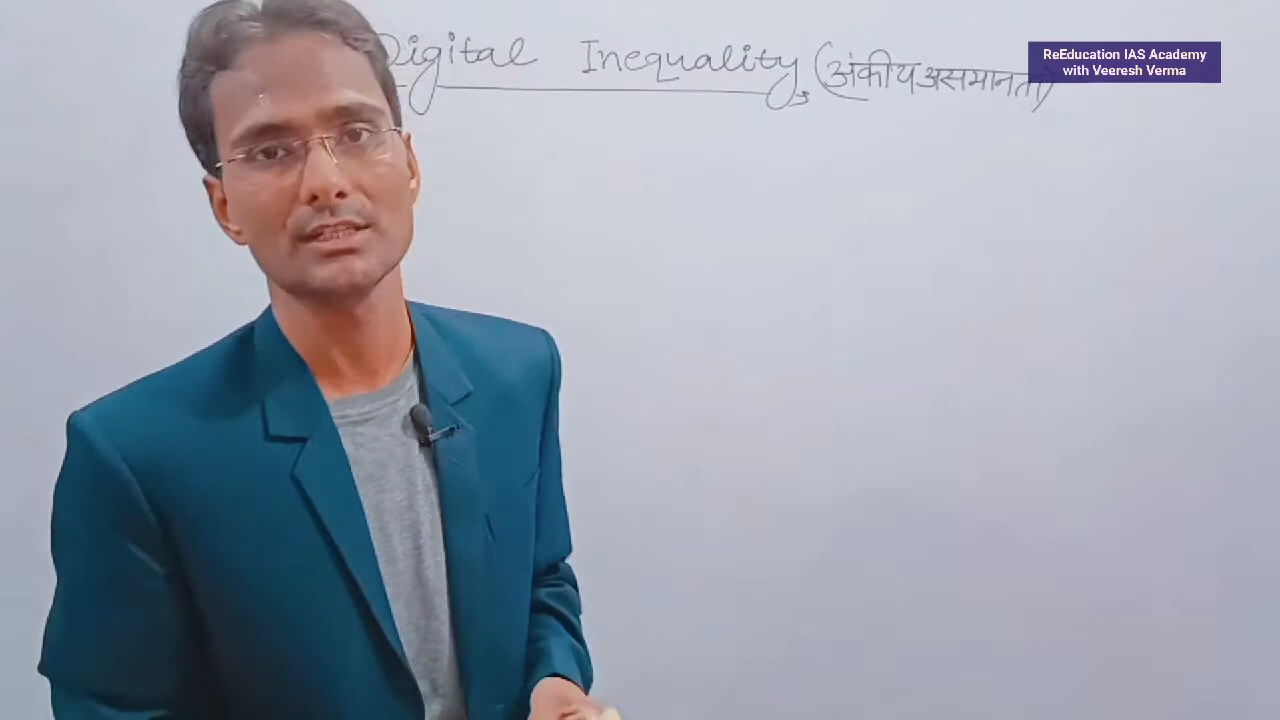 Digital Inequality, (अंकीय असमानता)
ReEducation IAS Academy
with Veeresh Verma